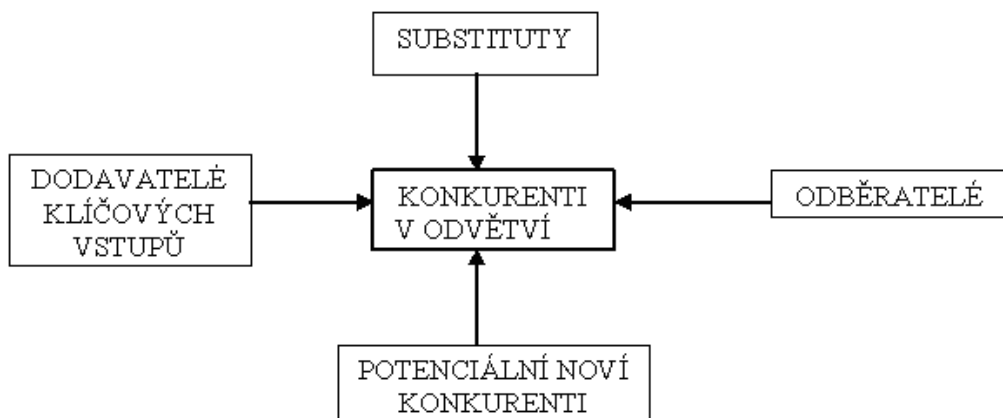 SUBSTITUTY
DODAVATELÉ
KLÍČOVÝCH
VSTUPŮ
KONKURENTI
V ODVĚTVÍ
ODBĚRATELÉ
POTENCIÁLNÍ NOVÍ
KONKURENTI